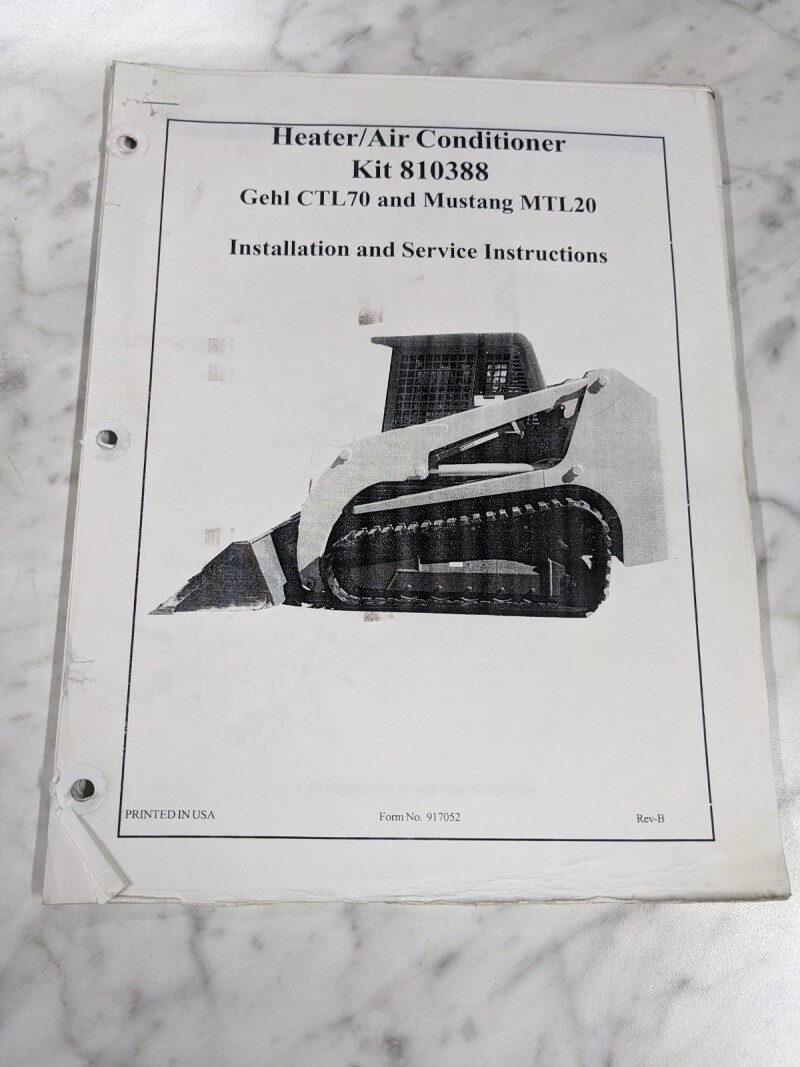 Heater/Air Conditioner
Kit 810388
Gehl CTL70 and Mustang MTL20
Installation and Service Instructions
PRINTED IN USA
Form No. 917052
Rev-B